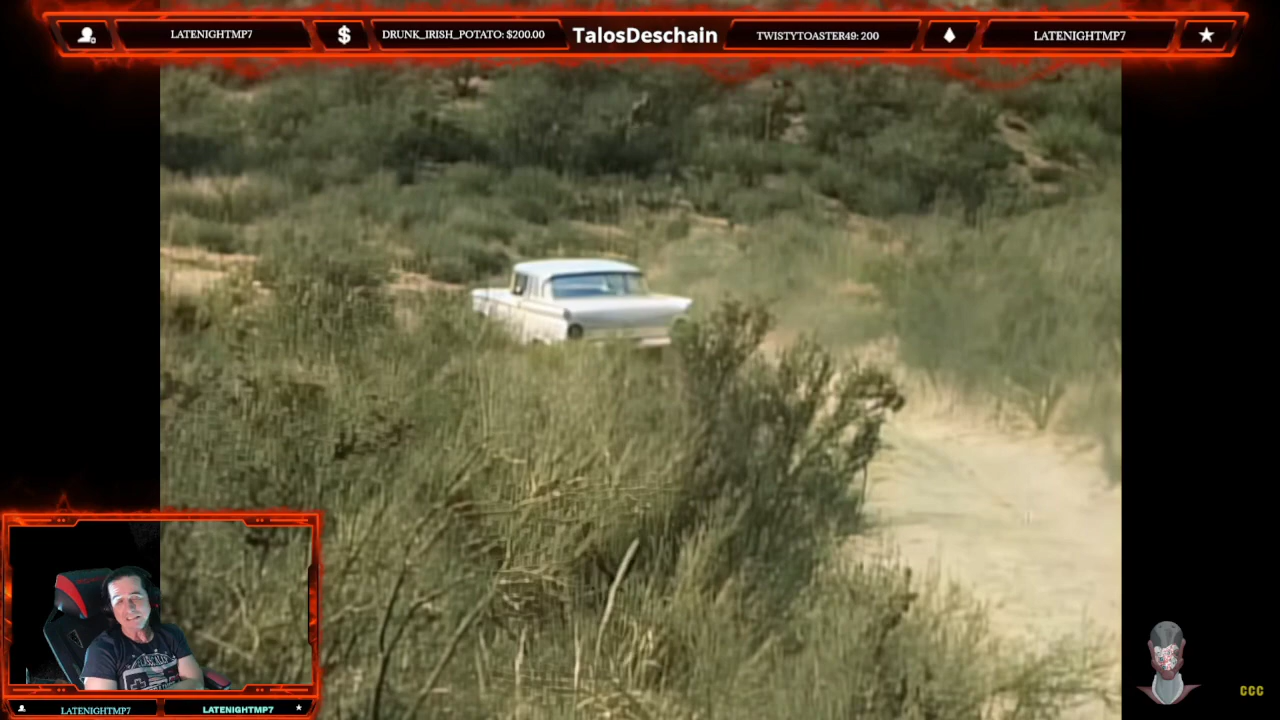 LATENIGHTMP7
$
DRUNK_IRISH_POTATO: $200.00
TalosDeschain
TWISTYTOASTER49: 200
LATENIGHTMP7
LATENIGHTMP7
LATENIGHTMP7
CCC